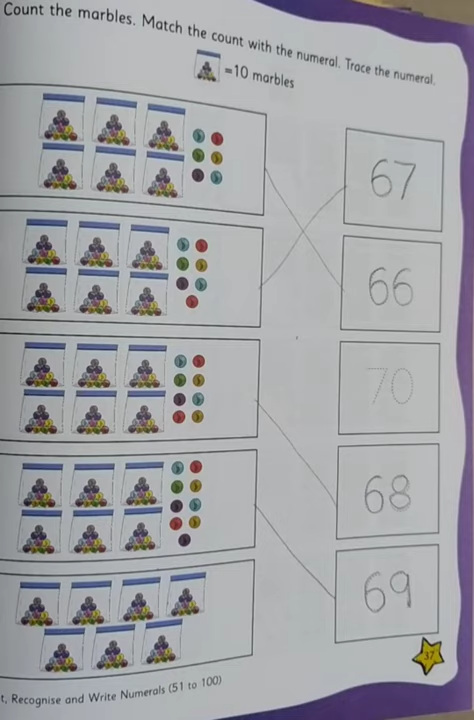 Count the marbles. Match the count with the numeral. Trace the numeral.
=10 marbles
67
66
70
68
69
37
t, Recognise and Write Numerals (51 to 100)